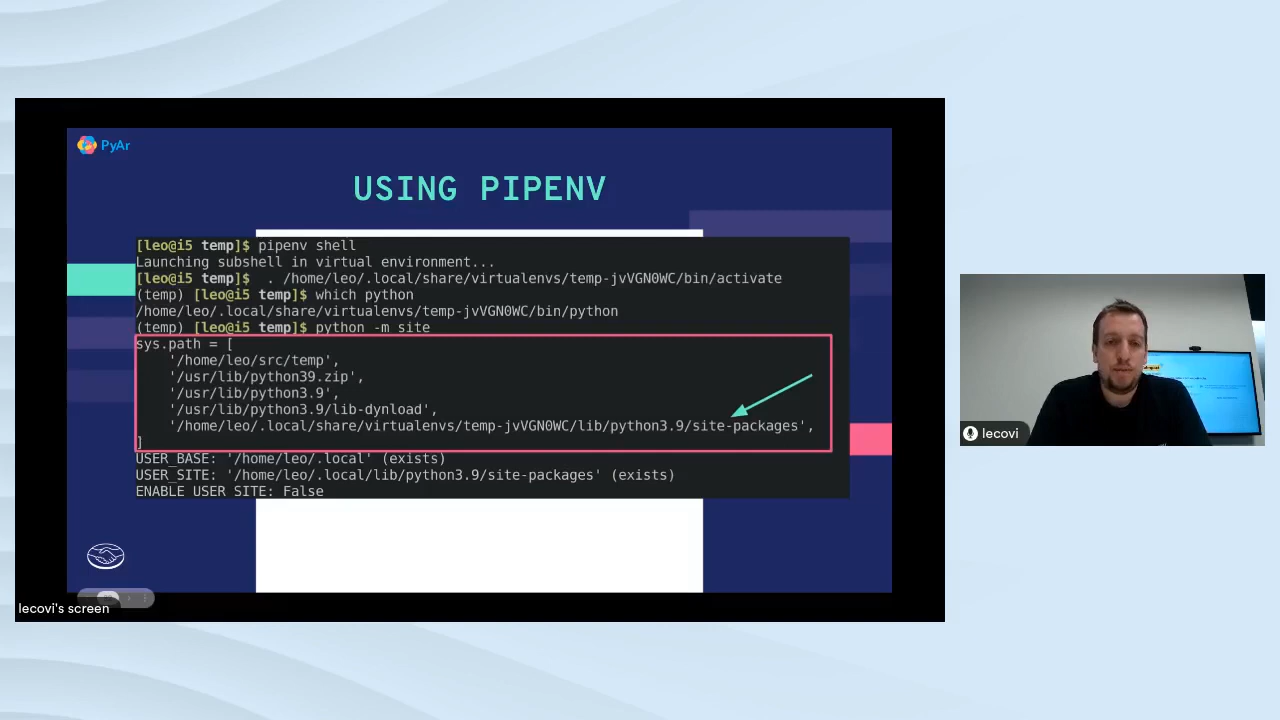 PyAr
USING PIPENV
[leo@i5 temp]$ pipenv shell
Launching subshell in virtual environment...
[leo@i5 temp]$  . /home/leo/.local/share/virtualenvs/temp-jvVGN0WC/bin/activate
(temp) [leo@i5 temp]$ which python
/home/leo/.local/share/virtualenvs/temp-jvVGN0WC/bin/python
(temp) [leo@i5 temp]$ python -m site
sys.path = [
    '/home/leo/src/temp',
    '/usr/lib/python39.zip',
    '/usr/lib/python3.9',
    '/usr/lib/python3.9/lib-dynload',
    '/home/leo/.local/share/virtualenvs/temp-jvVGN0WC/lib/python3.9/site-packages',
]
USER_BASE: '/home/leo/.local' (exists)
USER_SITE: '/home/leo/.local/lib/python3.9/site-packages' (exists)
ENABLE_USER_SITE: False
lecovi's screen
lecovi